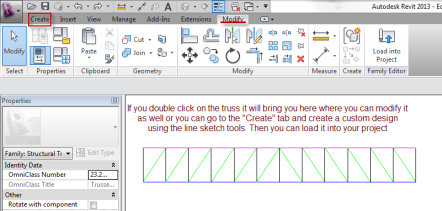 Autodesk Revit 2013 -
Create Insert View Manage Add-Ins Extensions Modify
Modify
Paste
Cut
Join
Load into
Project
Select Properties Clipboard Geometry Modify Measure Create Family Editor
Properties
Family: Structural Tr
Edit Type
Identity Data
OmniClass Number 23.2...
OmniClass Title Trusse...
Other
Rotate with component
If you double click on the truss it will bring you here where you can modify it
as well or you can go to the "Create" tab and create a custom design
using the line sketch tools. Then you can load it into your project